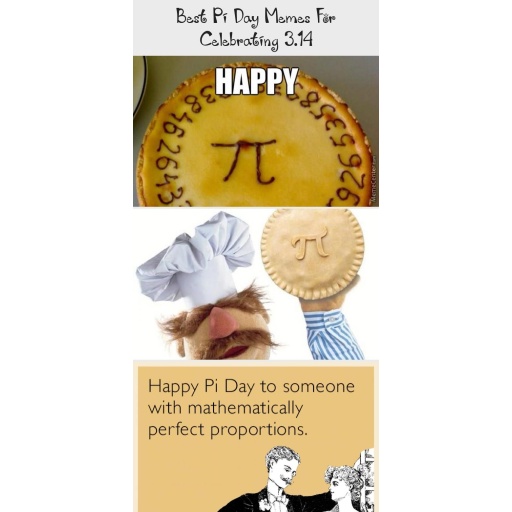 Best Pi Day Memes For
Celebrating 3.14
HAPPY
π
π
Happy Pi Day to someone
with mathematically
perfect proportions.